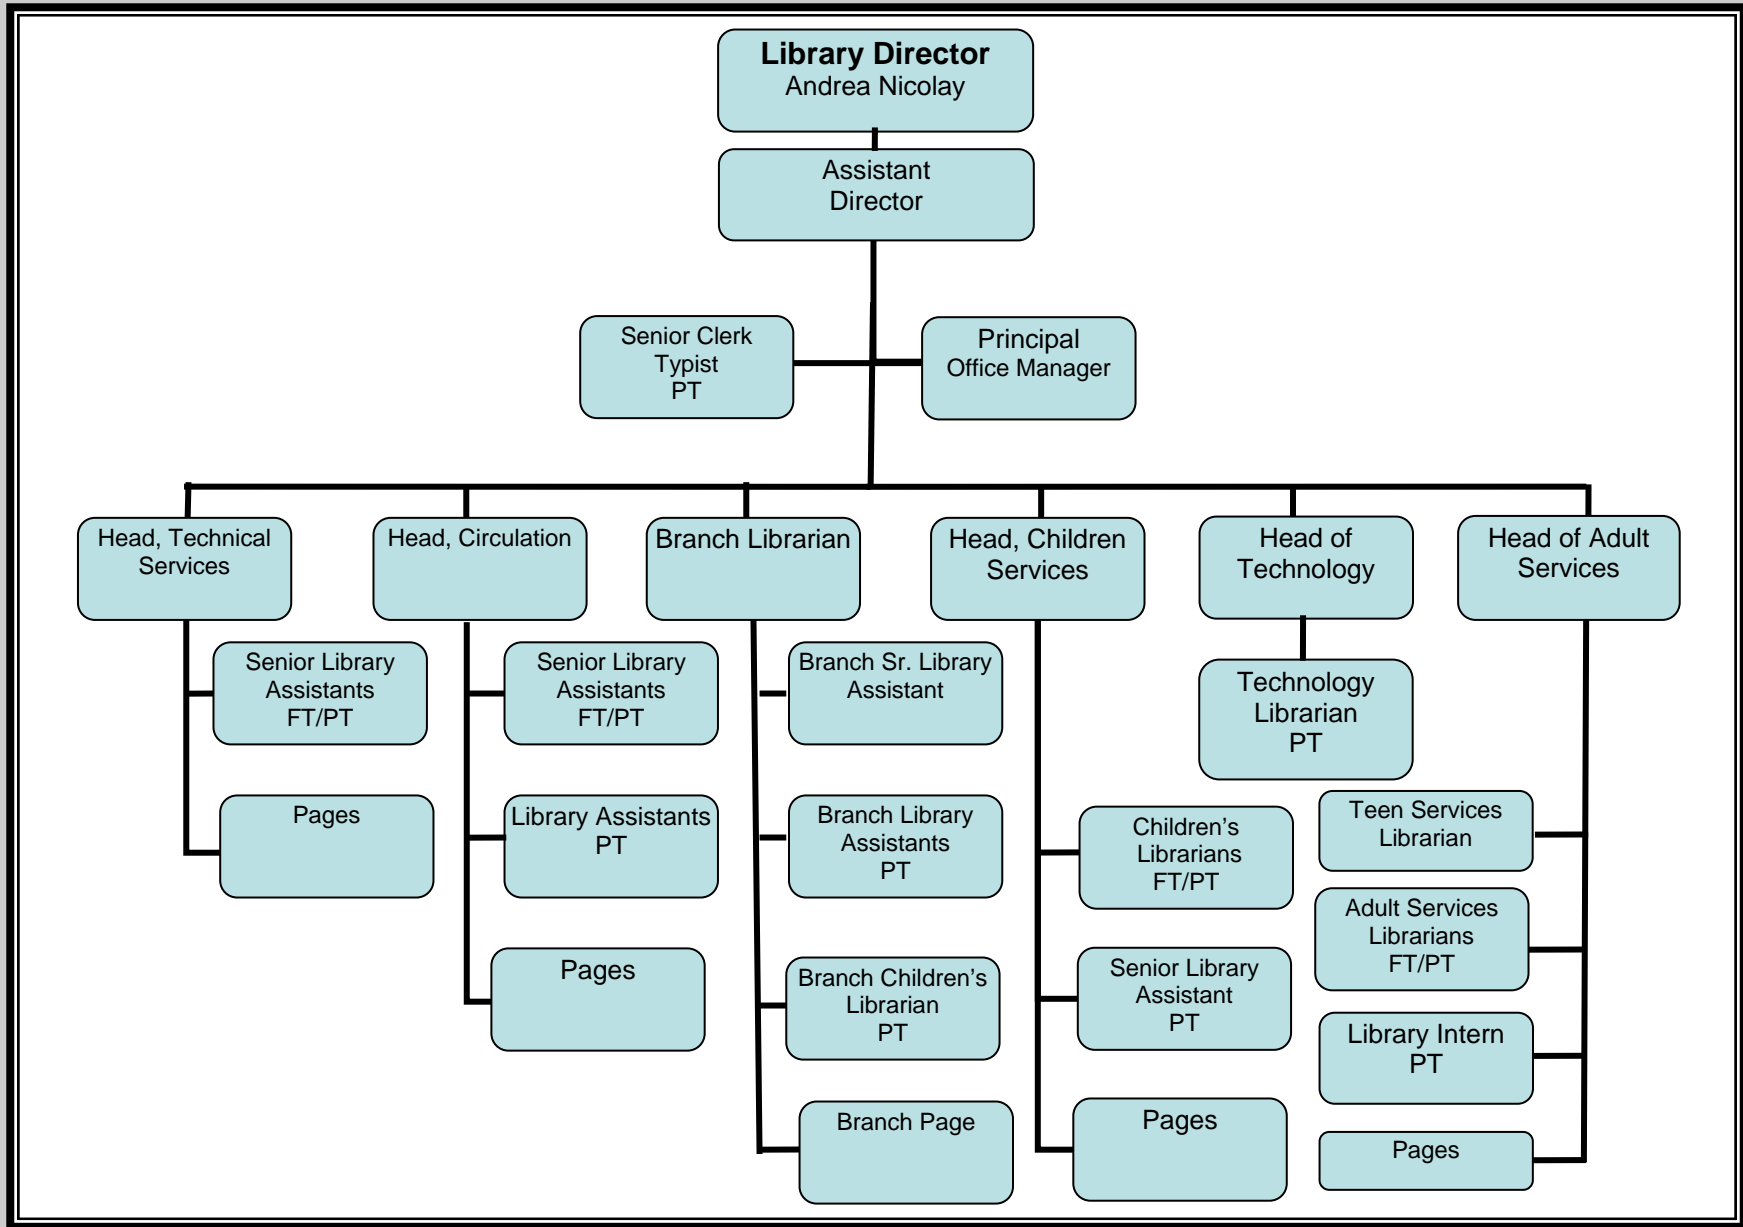 Library Director
Andrea Nicolay
Assistant
Director
Senior Clerk
Typist
PT
Principal
Office Manager
Head, Technical
Services
Head, Circulation
Branch Librarian
Head, Children
Services
Head of
Technology
Head of Adult
Services
Senior Library
Assistants
FT/PT
Pages
Senior Library
Assistants
FT/PT
Library Assistants
PT
Pages
Branch Sr. Library
Assistant
Branch Library
Assistants
PT
Branch Children’s
Librarian
PT
Branch Page
Children’s
Librarians
FT/PT
Senior Library
Assistant
PT
Pages
Technology
Librarian
PT
Teen Services
Librarian
Adult Services
Librarians
FT/PT
Library Intern
PT
Pages